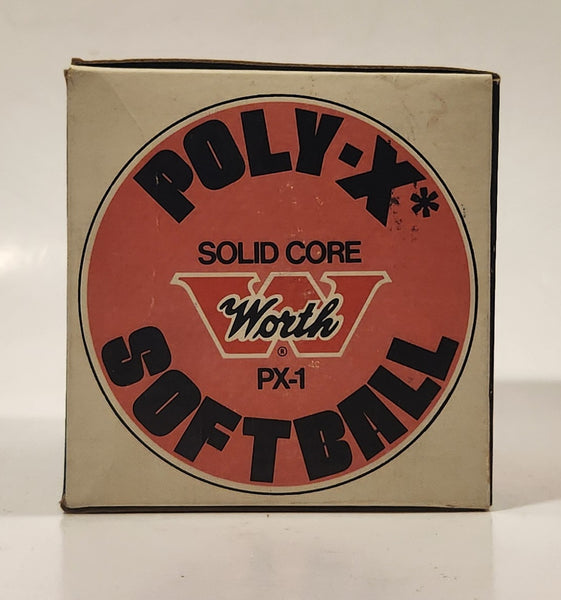 POLY-X*
SOLID CORE
Worth
®
PX-1
SOFTBALL